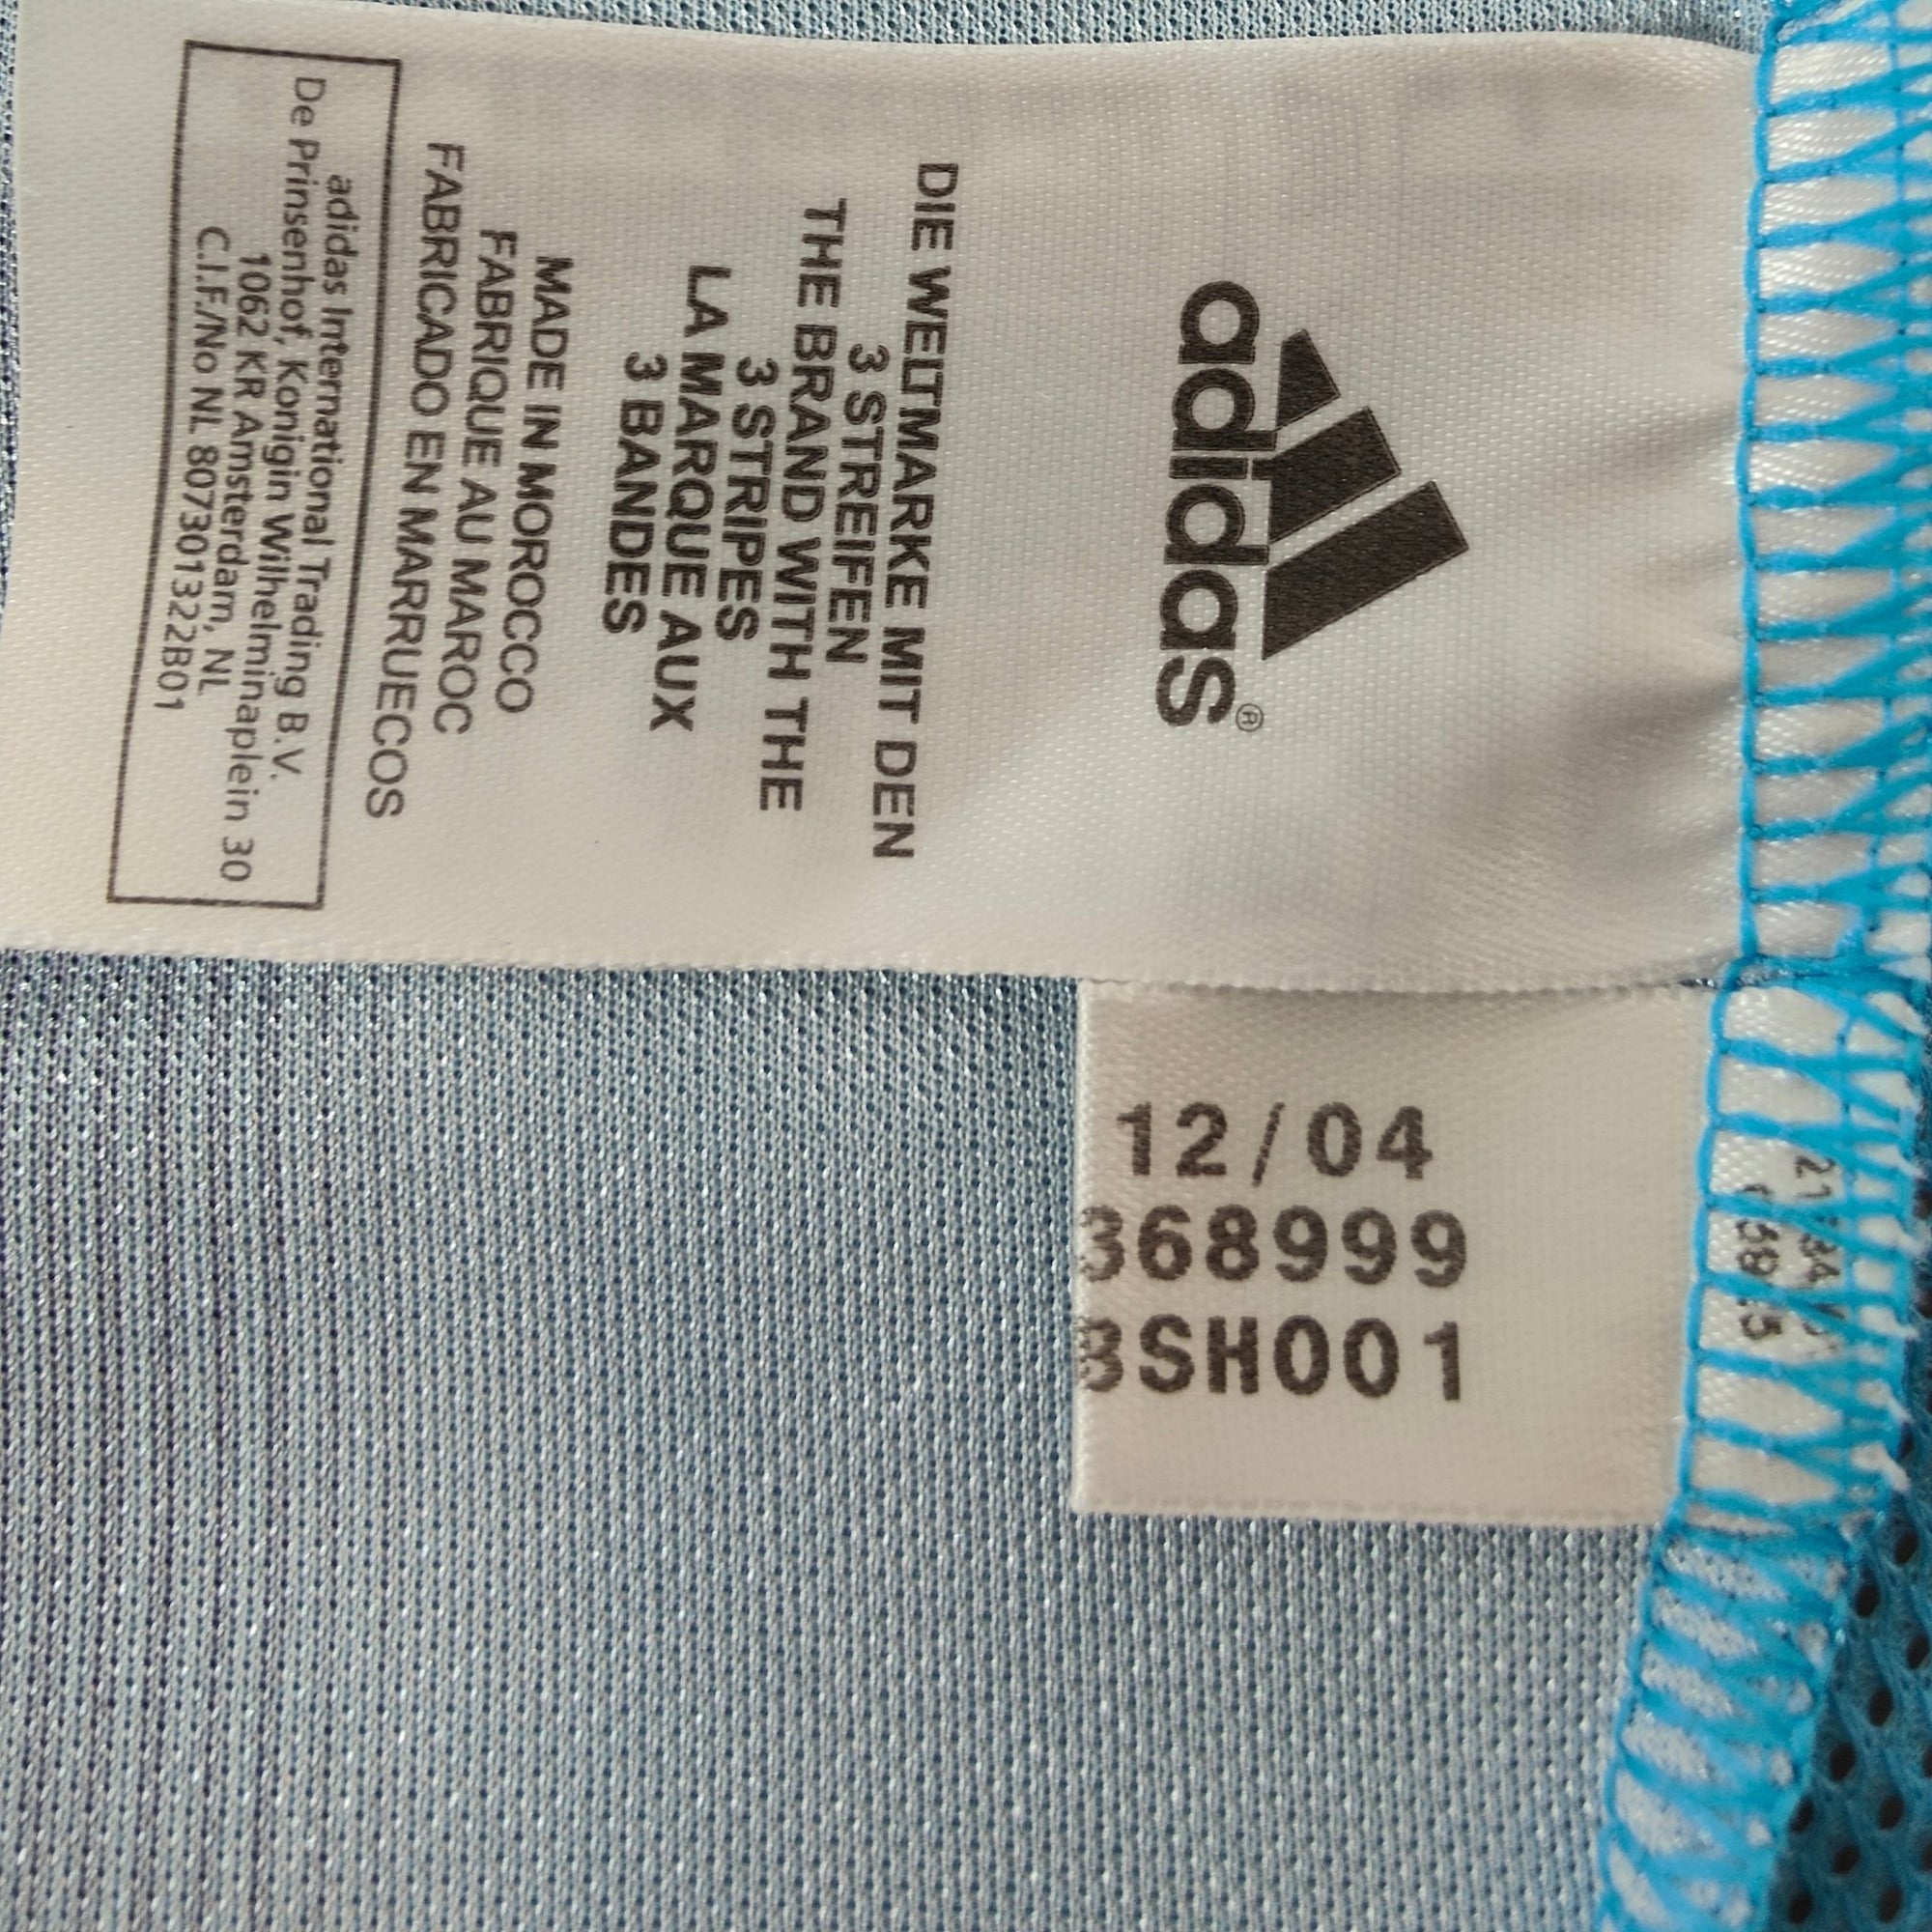 adidas®
DIE WELTMARKE MIT DEN
3 STREIFEN
THE BRAND WITH THE
3 STRIPES
LA MARQUE AUX
3 BANDES
MADE IN MOROCCO
FABRIQUE AU MAROC
FABRICADO EN MARRUECOS
adidas International Trading B.V.
De Prinsenhof, Konigin Wilhelminaplein 30
1062 KR Amsterdam, NL
C.I.F./No NL 807301322B01
12/04
368999
SH001